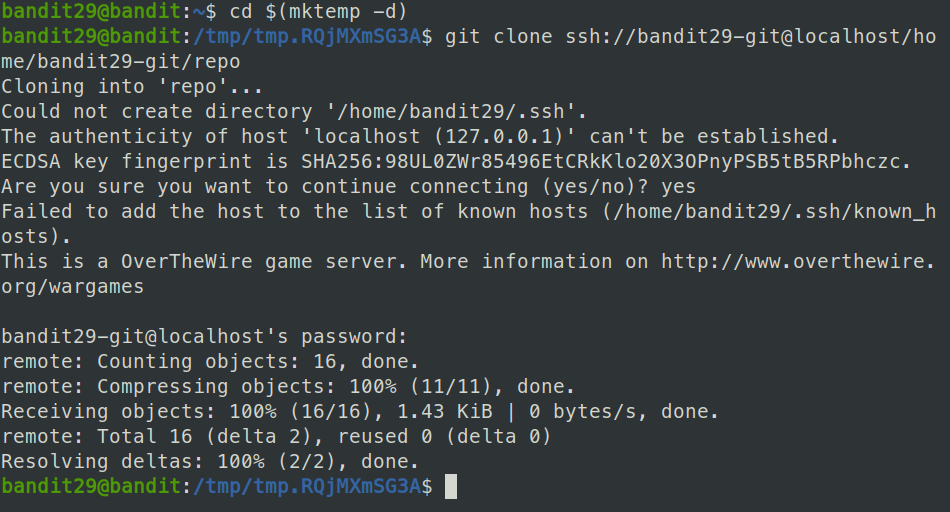 bandit29@bandit:~$ cd $(mktemp -d)
bandit29@bandit:/tmp/tmp.RQjMXmSG3A$ git clone ssh://bandit29-git@localhost/ho
me/bandit29-git/repo
Cloning into 'repo'...
Could not create directory '/home/bandit29/.ssh'.
The authenticity of host 'localhost (127.0.0.1)' can't be established.
ECDSA key fingerprint is SHA256:98UL0ZWr85496EtCRkKlo20X3OPnyPSB5tB5RPbhczc.
Are you sure you want to continue connecting (yes/no)? yes
Failed to add the host to the list of known hosts (/home/bandit29/.ssh/known_h
osts).
This is a OverTheWire game server. More information on http://www.overthewire.
org/wargames
bandit29-git@localhost's password:
remote: Counting objects: 16, done.
remote: Compressing objects: 100% (11/11), done.
Receiving objects: 100% (16/16), 1.43 KiB | 0 bytes/s, done.
remote: Total 16 (delta 2), reused 0 (delta 0)
Resolving deltas: 100% (2/2), done.
bandit29@bandit:/tmp/tmp.RQjMXmSG3A$